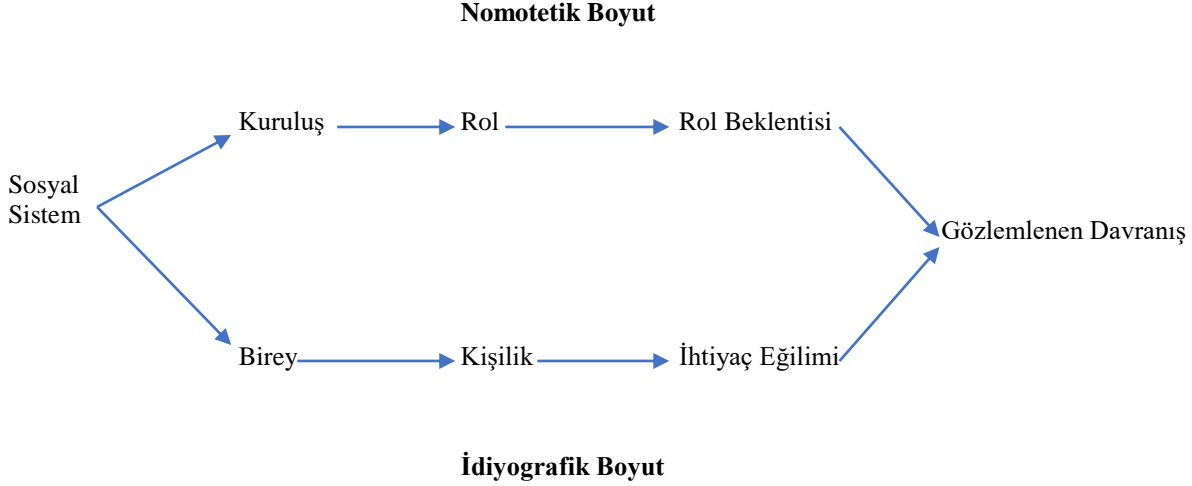 Nomotetik Boyut
Kuruluş
Rol
Rol Beklentisi
Sosyal
Sistem
Gözlemlenen Davranış
Birey
Kişilik
İhtiyaç Eğilimi
İdiyografik Boyut